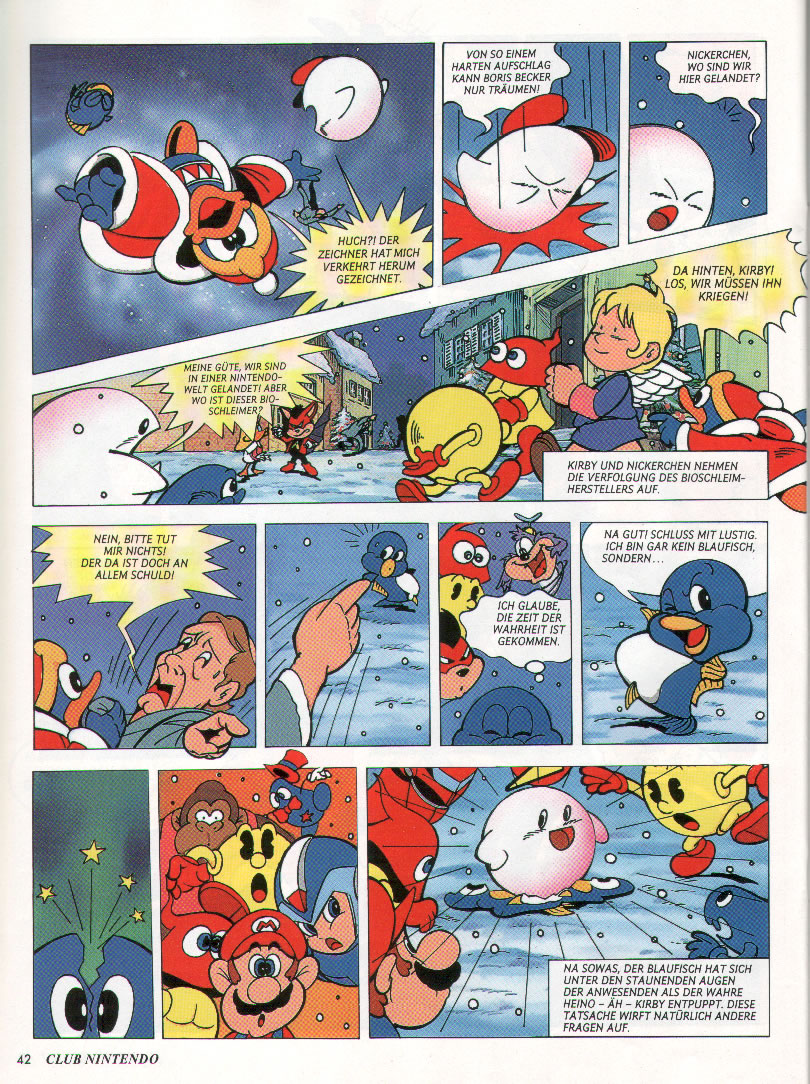 HUCH?! DER
ZEICHNER HAT MICH
VERKEHRT HERUM
GEZEICHNET.
VON SO EINEM
HARTEN AUFSCHLAG
KANN BORIS BECKER
NUR TRÄUMEN!
NICKERCHEN,
WO SIND WIR
HIER GELANDET?
MEINE GÜTE, WIR SIND
IN EINER NINTENDO-
WELT GELANDET! ABER
WO IST DIESER BIO-
SCHLEIMER?
DA HINTEN, KIRBY!
LOS, WIR MÜSSEN IHN
KRIEGEN!
KIRBY UND NICKERCHEN NEHMEN
DIE VERFOLGUNG DES BIOSCHLEIM-
HERSTELLERS AUF.
NEIN, BITTE TUT
MIR NICHTS!
DER DA IST DOCH AN
ALLEM SCHULD!
ICH GLAUBE,
DIE ZEIT DER
WAHRHEIT IST
GEKOMMEN.
NA GUT! SCHLUSS MIT LUSTIG.
ICH BIN GAR KEIN BLAUFISCH,
SONDERN...
NA SOWAS, DER BLAUFISCH HAT SICH
UNTER DEN STAUNENDEN AUGEN
DER ANWESENDEN ALS DER WAHRE
HEINO – ÄH – KIRBY ENTPUPPT. DIESE
TATSACHE WIRFT NATÜRLICH ANDERE
FRAGEN AUF.
42 CLUB NINTENDO